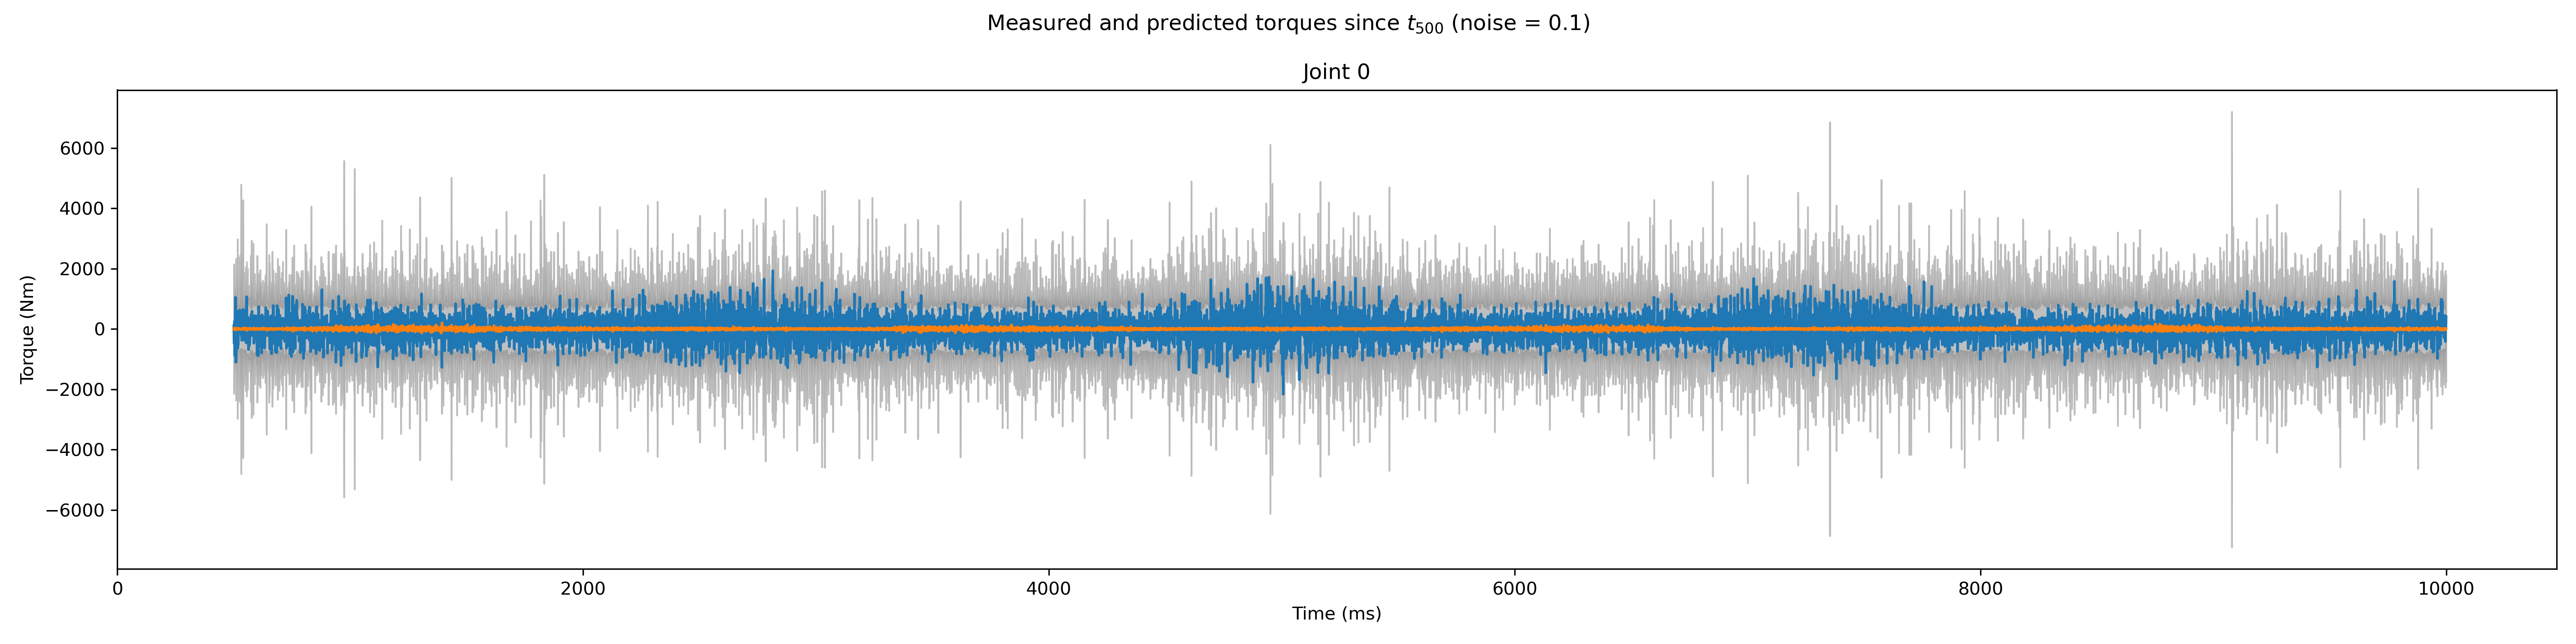 Measured and predicted torques since t₅₀₀ (noise = 0.1)
Joint 0
Torque (Nm)
6000
4000
2000
0
−2000
−4000
−6000
0 2000 4000 6000 8000 10000
Time (ms)